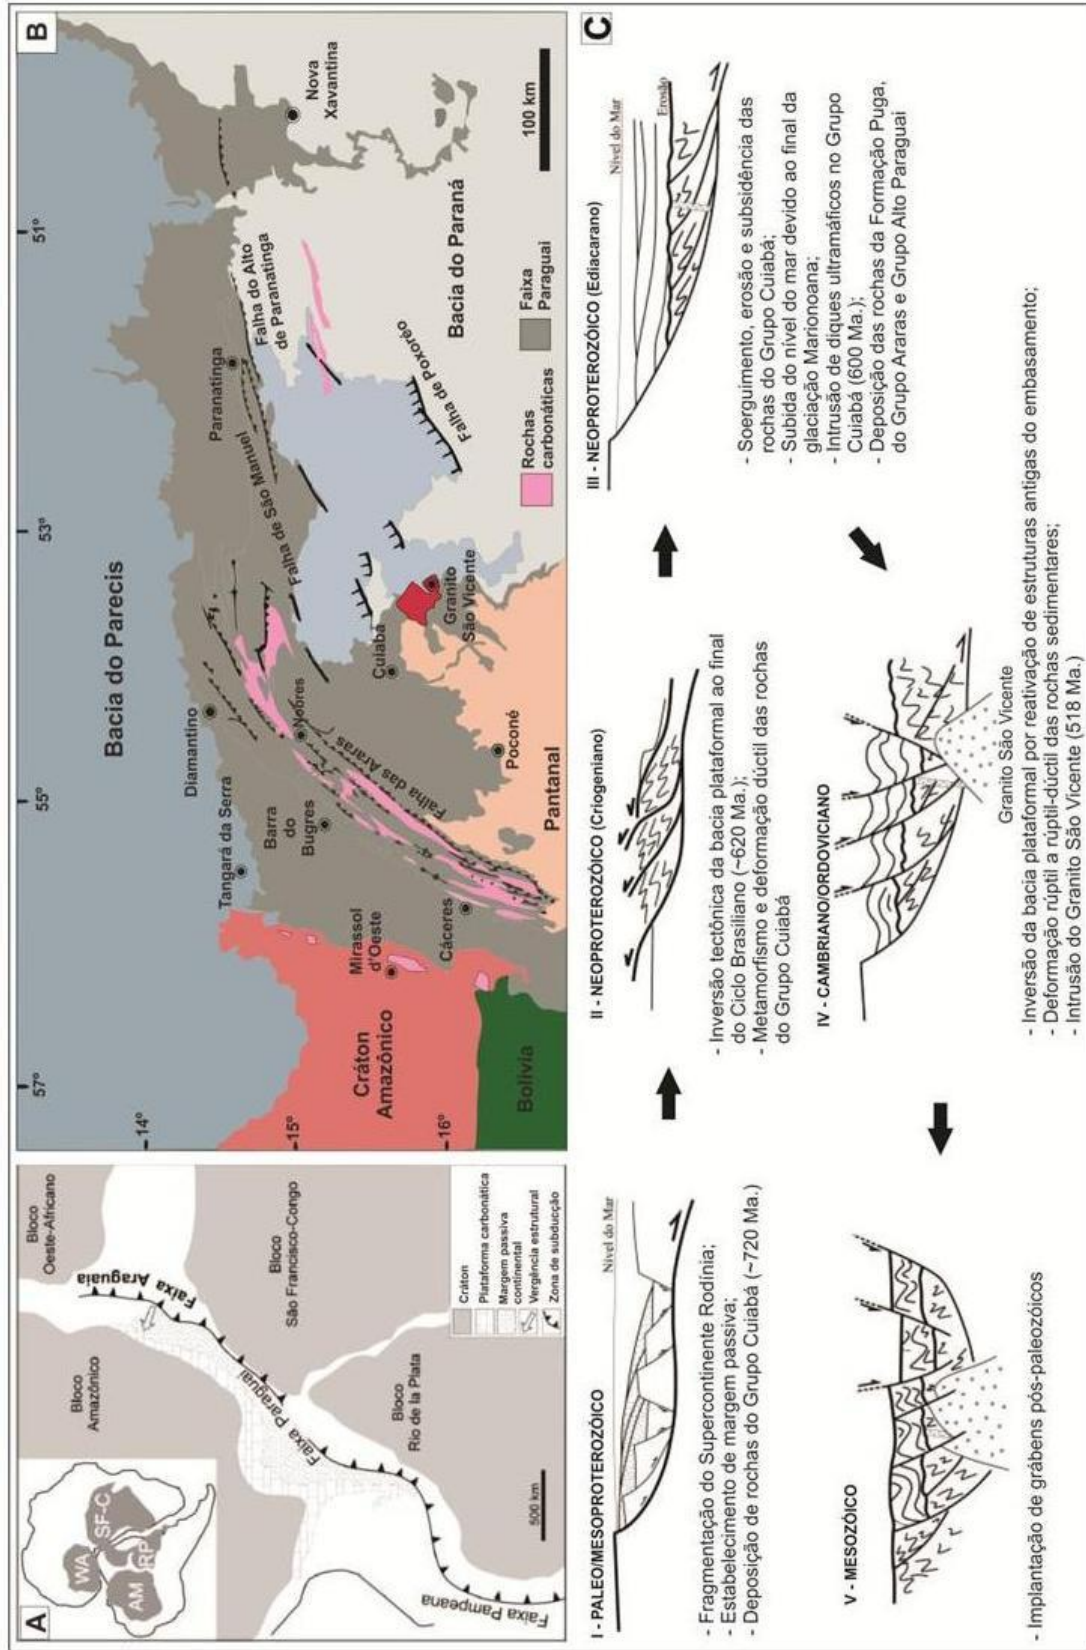 A
WA
SF-C
AM
RP
Bloco
Oeste-Africano
Faixa Araguaia
Bloco
Amazônico
Bloco
São Francisco-Congo
Faixa Paraguai
Faixa Paraguai
Bloco
Rio de la Plata
Faixa Pampeana
500 km
Cráton
Plataforma carbonática
Margem passiva
continental
Vergência estrutural
Zona de subducção
B
57º
55º
53º
51º
14º
15º
16º
Bacia do Parecis
Tangará da Serra
Diamantino
Paranatinga
Falha do Alto
de Paranatinga
Nova
Xavantina
Barra
do
Bugres
Nobres
Falha de São Manuel
Falha das Araras
Mirassol
d'Oeste
Cráton
Amazônico
Cáceres
Cuiabá
Granito
São Vicente
Falha de Poxoréo
Bacia do Paraná
Poconé
Pantanal
Bolívia
Rochas
carbonáticas
Faixa
Paraguai
100 km
C
I - PALEO/MESOPROTEROZÓICO
Nível do Mar
- Fragmentação do Supercontinente Rodínia;
- Estabelecimento de margem passiva;
- Deposição de rochas do Grupo Cuiabá (~720 Ma.)
II - NEOPROTEROZÓICO (Criogeniano)
- Inversão tectônica da bacia plataformal ao final
do Ciclo Brasiliano (~620 Ma.);
- Metamorfismo e deformação dúctil das rochas
do Grupo Cuiabá
III - NEOPROTEROZÓICO (Ediacarano)
Nível do Mar
Erosão
- Soerguimento, erosão e subsidência das
rochas do Grupo Cuiabá;
- Subida do nível do mar devido ao final da
glaciação Marionoana;
- Intrusão de diques ultramáficos no Grupo
Cuiabá (600 Ma.);
- Deposição das rochas da Formação Puga,
do Grupo Araras e Grupo Alto Paraguai
IV - CAMBRIANO/ORDOVICIANO
Granito São Vicente
- Inversão da bacia plataformal por reativação de estruturas antigas do embasamento;
- Deformação rúptil a rúptil-dúctil das rochas sedimentares;
- Intrusão do Granito São Vicente (518 Ma.)
V - MESOZÓICO
- Implantação de grábens pós-paleozóicos